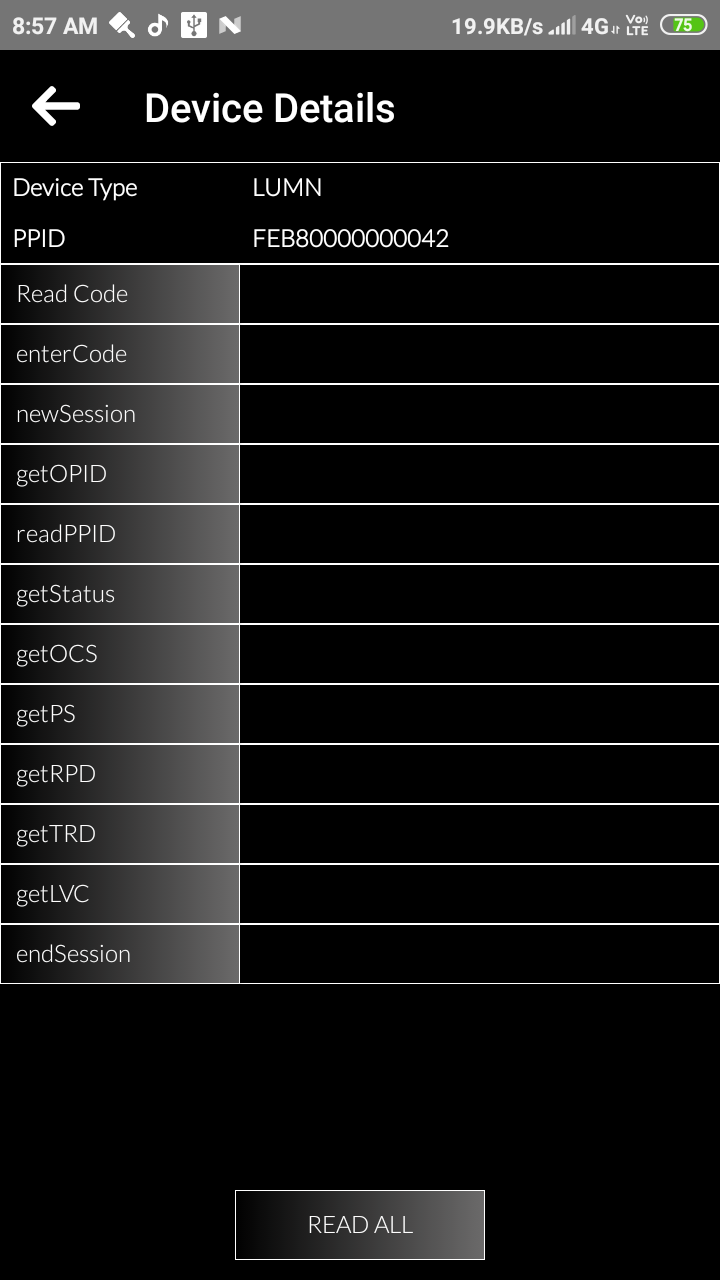 8:57 AM 19.9KB/s 4G Vo) LTE 75
Device Details
Device Type LUMN
PPID FEB80000000042
Read Code
enterCode
newSession
getOPID
readPPID
getStatus
getOCS
getPS
getRPD
getTRD
getLVC
endSession
READ ALL